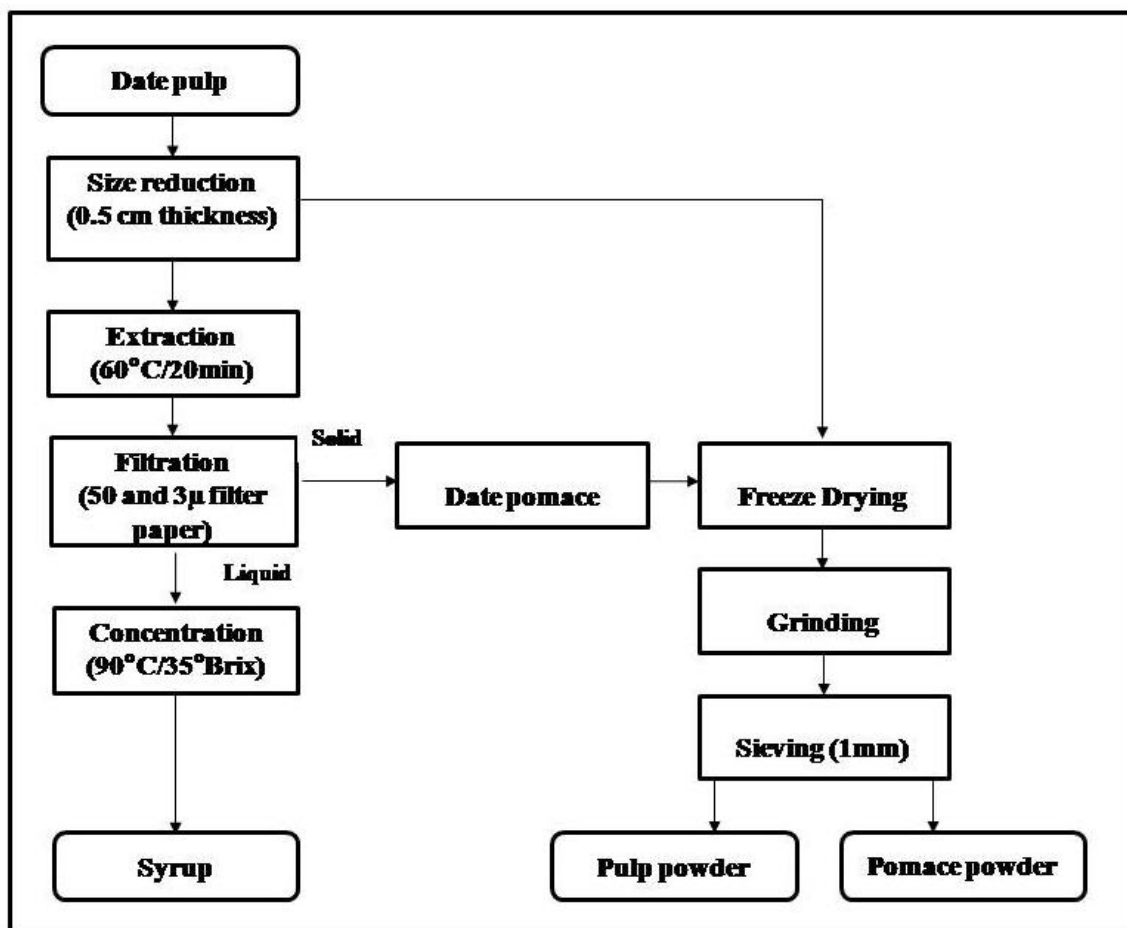 Date pulp
Size reduction
(0.5 cm thickness)
Extraction
(60°C/20min)
Filtration
(50 and 3µ filter
paper)
Solid
Date pomace
Freeze Drying
Liquid
Concentration
(90°C/35°Brix)
Grinding
Sieving (1mm)
Syrup
Pulp powder
Pomace powder